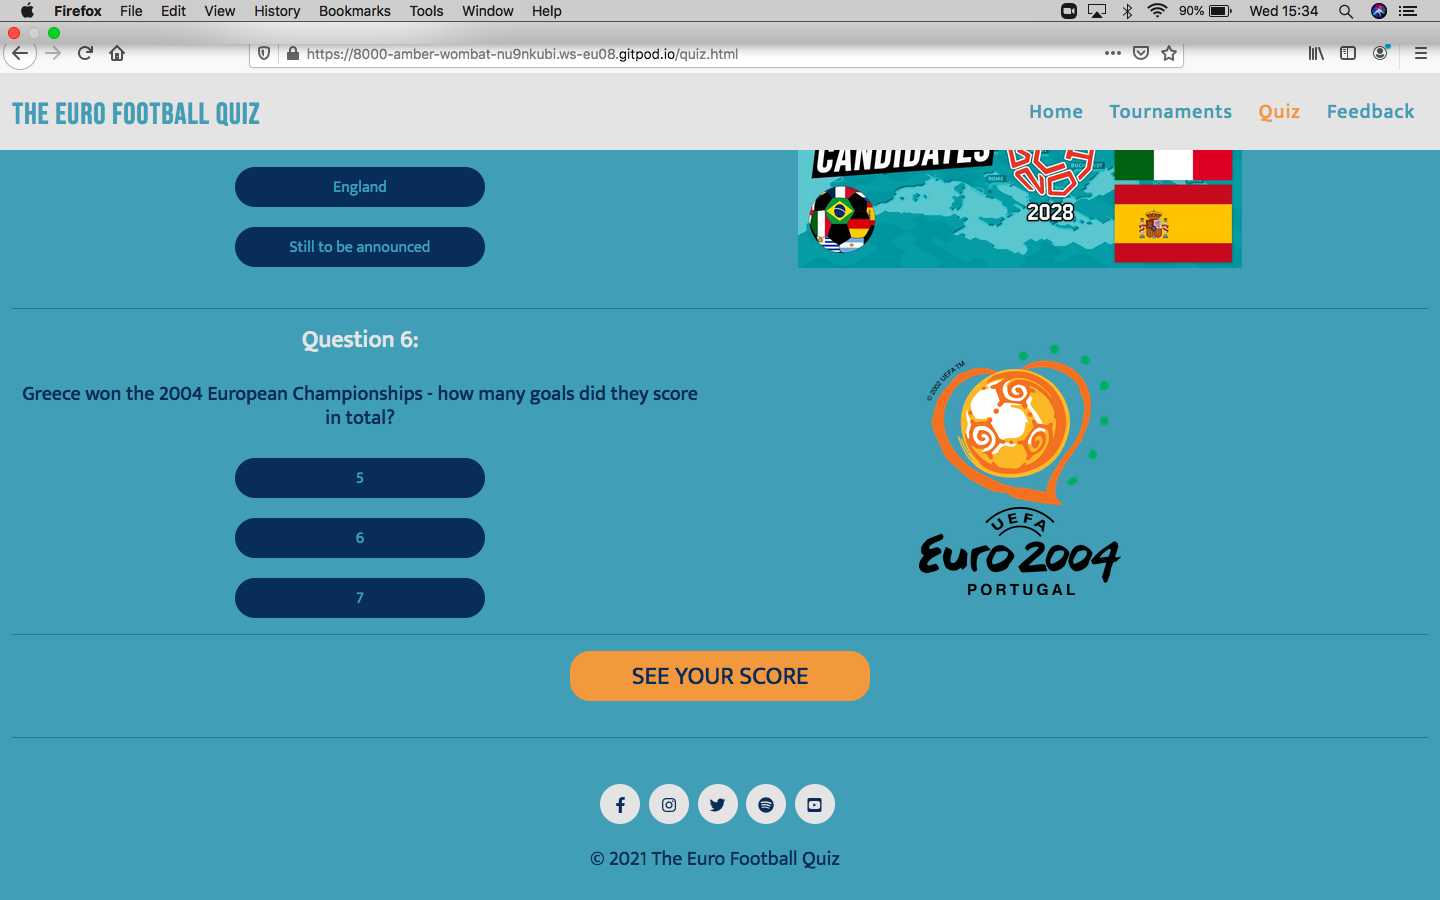 Firefox File Edit View History Bookmarks Tools Window Help 90% Wed 15:34
https://8000-amber-wombat-nu9nkubi.ws-eu08.gitpod.io/quiz.html
THE EURO FOOTBALL QUIZ
Home Tournaments Quiz Feedback
CANDIDATES
England
2028
Still to be announced
Question 6:
© 2002 UEFA TM
Greece won the 2004 European Championships - how many goals did they score
in total?
5
6
7
UEFA
Euro 2004
PORTUGAL
SEE YOUR SCORE
© 2021 The Euro Football Quiz